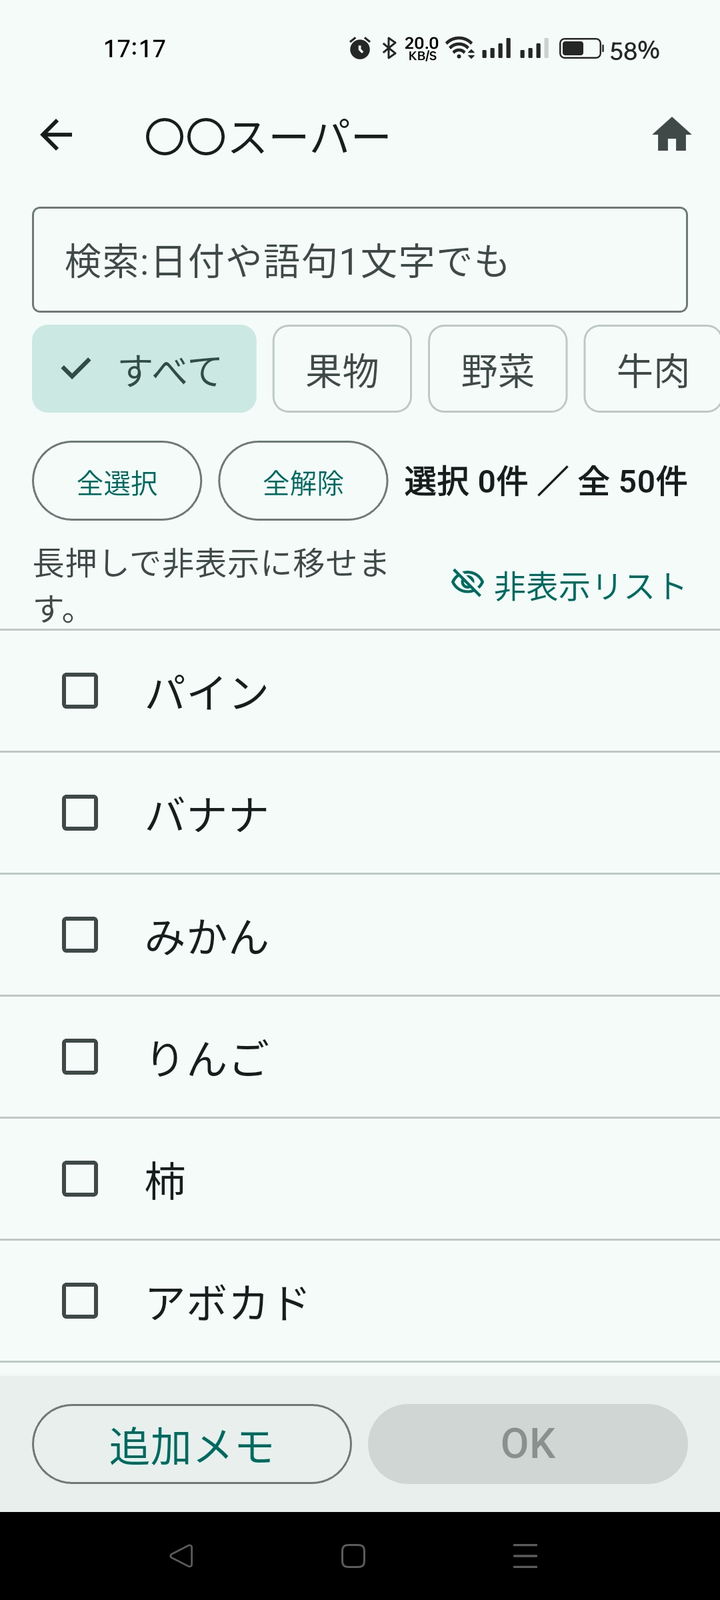 17:17 20.0 KB/S 58%
〇〇スーパー
検索:日付や語句1文字でも
すべて 果物 野菜 牛肉
全選択 全解除 選択 0件 ／ 全 50件
長押しで非表示に移せま
す。
非表示リスト
パイン
バナナ
みかん
りんご
柿
アボカド
追加メモ OK